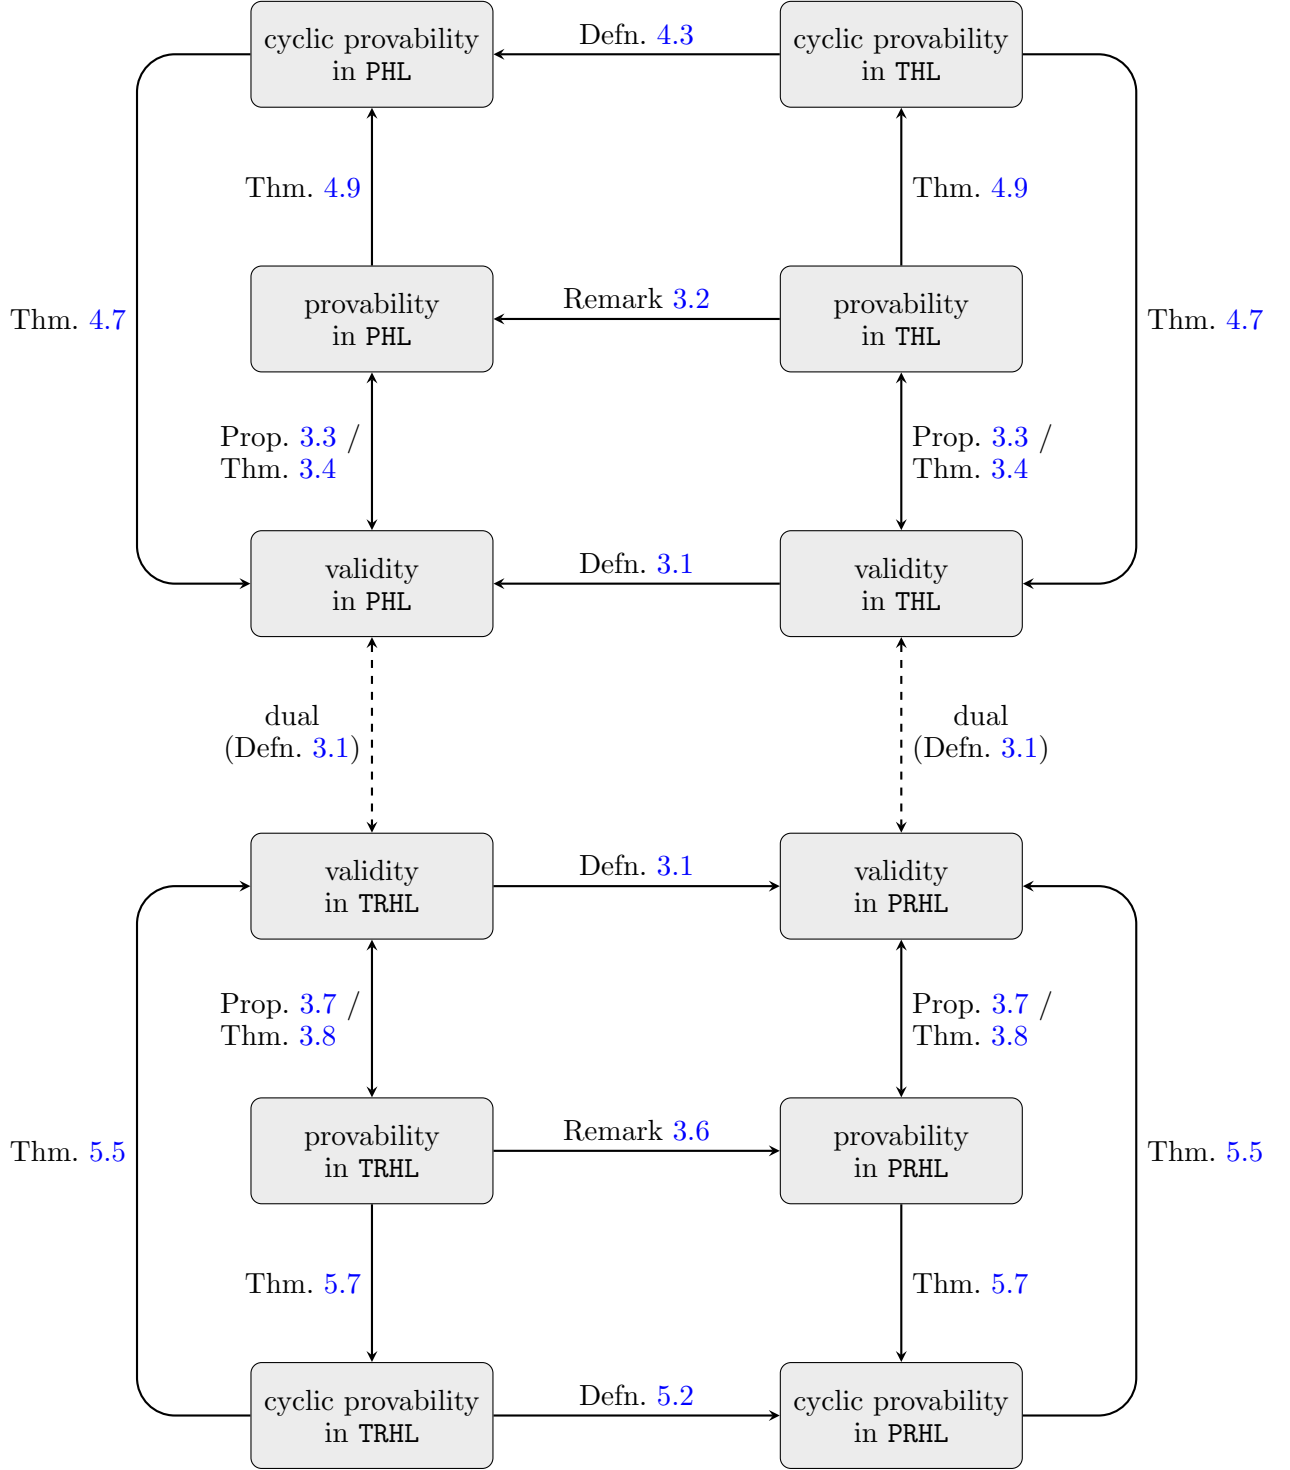 cyclic provability
in PHL
Defn. 4.3
cyclic provability
in THL
Thm. 4.9
Thm. 4.9
provability
in PHL
Remark 3.2
provability
in THL
Thm. 4.7
Thm. 4.7
Prop. 3.3 /
Thm. 3.4
Prop. 3.3 /
Thm. 3.4
validity
in PHL
Defn. 3.1
validity
in THL
dual
(Defn. 3.1)
dual
(Defn. 3.1)
validity
in TRHL
Defn. 3.1
validity
in PRHL
Prop. 3.7 /
Thm. 3.8
Prop. 3.7 /
Thm. 3.8
provability
in TRHL
Remark 3.6
provability
in PRHL
Thm. 5.5
Thm. 5.5
Thm. 5.7
Thm. 5.7
cyclic provability
in TRHL
Defn. 5.2
cyclic provability
in PRHL